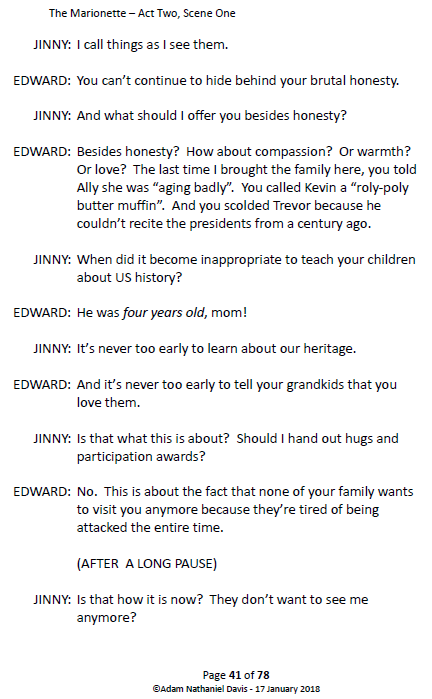 The Marionette – Act Two, Scene One
JINNY: I call things as I see them.
EDWARD: You can’t continue to hide behind your brutal honesty.
JINNY: And what should I offer you besides honesty?
EDWARD: Besides honesty?  How about compassion?  Or warmth?
Or love?  The last time I brought the family here, you told
Ally she was “aging badly”.  You called Kevin a “roly-poly
butter muffin”.  And you scolded Trevor because he
couldn’t recite the presidents from a century ago.
JINNY: When did it become inappropriate to teach your children
about US history?
EDWARD: He was four years old, mom!
JINNY: It’s never too early to learn about our heritage.
EDWARD: And it’s never too early to tell your grandkids that you
love them.
JINNY: Is that what this is about?  Should I hand out hugs and
participation awards?
EDWARD: No.  This is about the fact that none of your family wants
to visit you anymore because they’re tired of being
attacked the entire time.
(AFTER  A LONG PAUSE)
JINNY: Is that how it is now?  They don’t want to see me
anymore?
Page 41 of 78
©Adam Nathaniel Davis - 17 January 2018